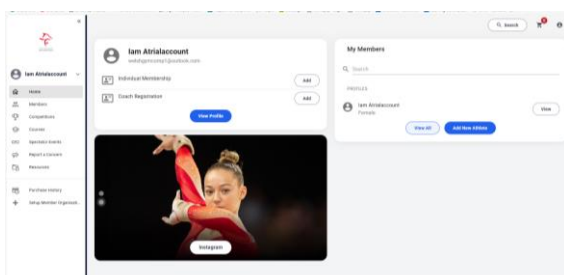 Search
Iam Atrialaccount
Home
Members
Competitions
Courses
Spectator Events
Report a Concern
Resources
Purchase History
Setup Member Organisati..
Iam Atrialaccount
Individual Membership
Add
Coach Registration
Add
View Profile
Instagram
My Members
Search
PROFILES
Iam Atrialaccount
Female
View
View All
Add New Athlete